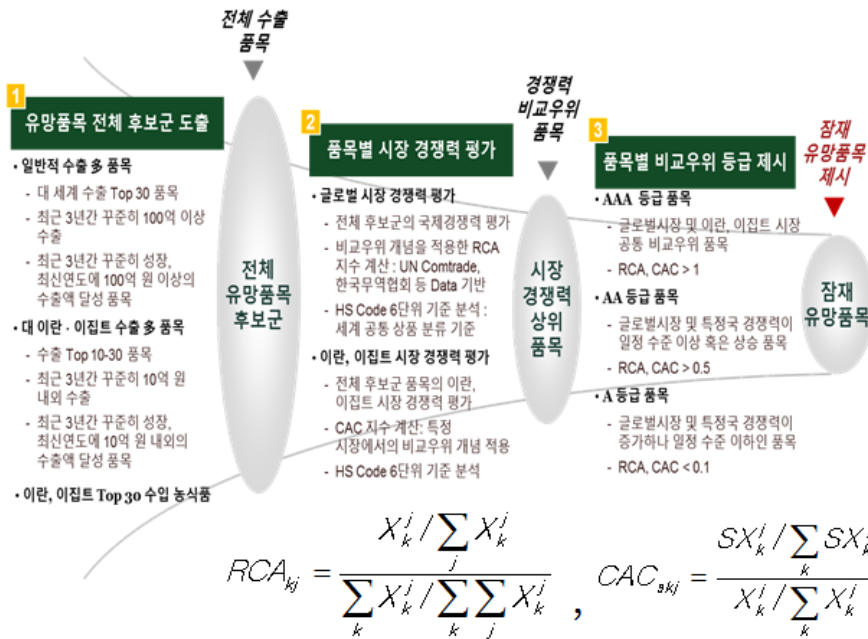 전체 수출
품목
1
유망품목 전체 후보군 도출
• 일반적 수출 多 품목
- 대 세계 수출 Top 30 품목
- 최근 3년간 꾸준히 100억 이상
수출
- 최근 3년간 꾸준히 성장,
최신연도에 100억 원 이상의
수출액 달성 품목
• 대 이란 · 이집트 수출 多 품목
- 수출 Top 10-30 품목
- 최근 3년간 꾸준히 10억 원
내외 수출
- 최근 3년간 꾸준히 성장,
최신연도에 10억 원 내외의
수출액 달성 품목
• 이란, 이집트 Top 30 수입 농식품
전체
유망품목
후보군
2
품목별 시장 경쟁력 평가
• 글로벌 시장 경쟁력 평가
- 전체 후보군의 국제경쟁력 평가
- 비교우위 개념을 적용한 RCA
지수 계산 : UN Comtrade,
한국무역협회 등 Data 기반
- HS Code 6단위 기준 분석 :
세계 공통 상품 분류 기준
• 이란, 이집트 시장 경쟁력 평가
- 전체 후보군 품목의 이란,
이집트 시장 경쟁력 평가
- CAC 지수 계산: 특정
시장에서의 비교우위 개념 적용
- HS Code 6단위 기준 분석
경쟁력
비교우위
품목
시장
경쟁력
상위
품목
3
품목별 비교우위 등급 제시
• AAA 등급 품목
- 글로벌시장 및 이란, 이집트 시장
공통 비교우위 품목
- RCA, CAC > 1
• AA 등급 품목
- 글로벌시장 및 특정국 경쟁력이
일정 수준 이상 혹은 상승 품목
- RCA, CAC > 0.5
• A 등급 품목
- 글로벌시장 및 특정국 경쟁력이
증가하나 일정 수준 이하인 품목
- RCA, CAC < 0.1
잠재
유망품목
제시
잠재
유망품목
RCA_kj = (X_k^j / ∑_j X_k^j) / (∑_k X_k^j / ∑_k ∑_j X_k^j) , CAC_skj = (SX_k^j / ∑_k SX_k^j) / (X_k^j / ∑_k X_k^j)